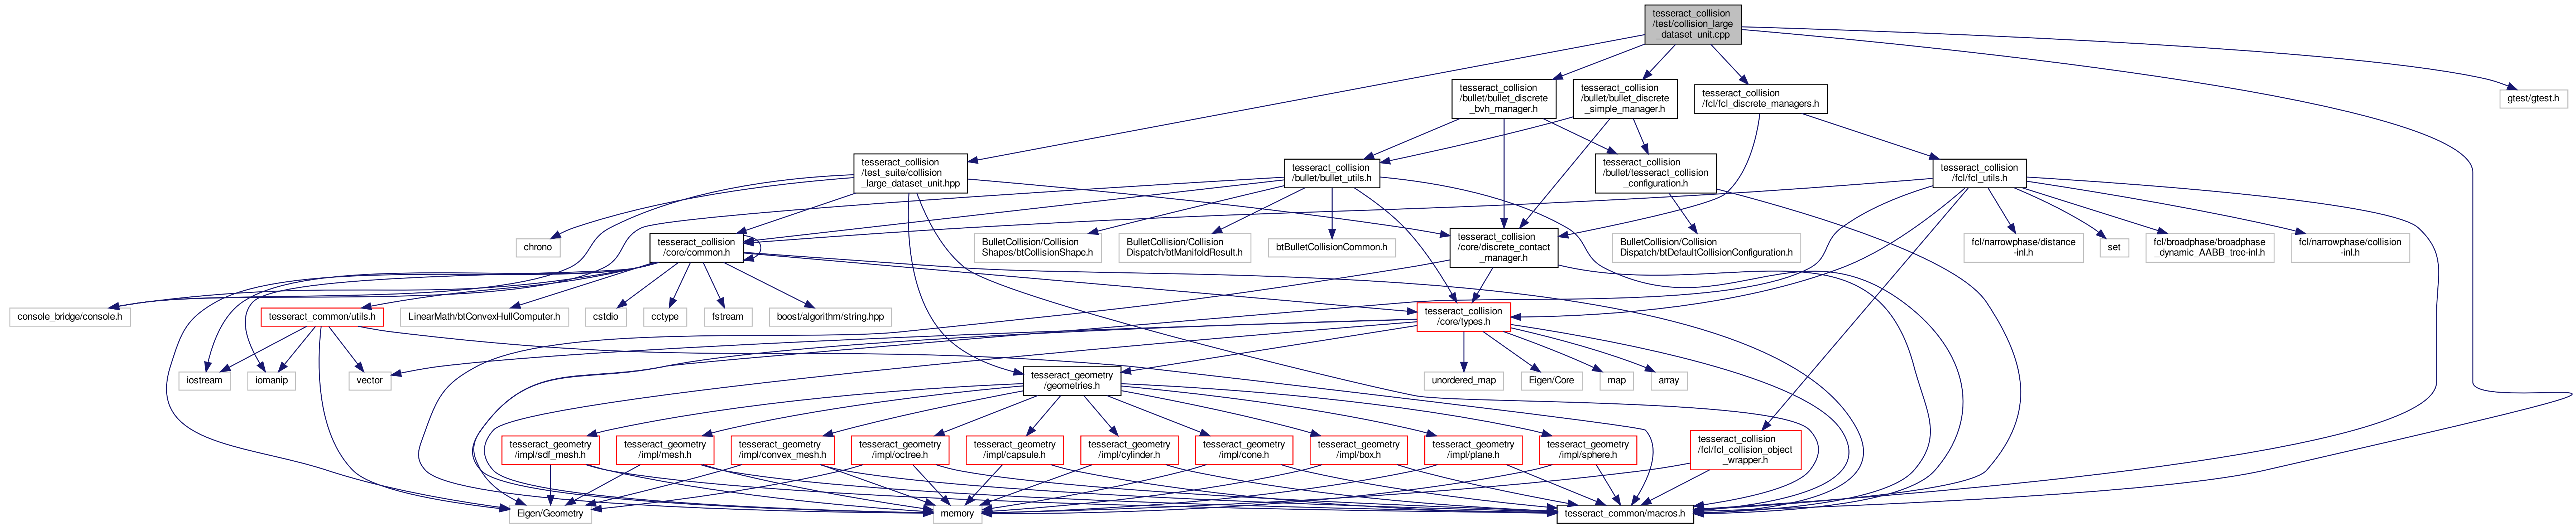 tesseract_collision
/test/collision_large
_dataset_unit.cpp
tesseract_collision
/bullet/bullet_discrete
_bvh_manager.h
tesseract_collision
/bullet/bullet_discrete
_simple_manager.h
tesseract_collision
/fcl/fcl_discrete_managers.h
gtest/gtest.h
tesseract_collision
/test_suite/collision
_large_dataset_unit.hpp
tesseract_collision
/bullet/bullet_utils.h
tesseract_collision
/bullet/tesseract_collision
_configuration.h
tesseract_collision
/fcl/fcl_utils.h
chrono
tesseract_collision
/core/common.h
BulletCollision/Collision
Shapes/btCollisionShape.h
BulletCollision/Collision
Dispatch/btManifoldResult.h
btBulletCollisionCommon.h
tesseract_collision
/core/discrete_contact
_manager.h
BulletCollision/Collision
Dispatch/btDefaultCollisionConfiguration.h
fcl/narrowphase/distance
-inl.h
set
fcl/broadphase/broadphase
_dynamic_AABB_tree-inl.h
fcl/narrowphase/collision
-inl.h
console_bridge/console.h
tesseract_common/utils.h
LinearMath/btConvexHullComputer.h
cstdio
cctype
fstream
boost/algorithm/string.hpp
tesseract_collision
/core/types.h
iostream
iomanip
vector
tesseract_geometry
/geometries.h
unordered_map
Eigen/Core
map
array
tesseract_geometry
/impl/sdf_mesh.h
tesseract_geometry
/impl/mesh.h
tesseract_geometry
/impl/convex_mesh.h
tesseract_geometry
/impl/octree.h
tesseract_geometry
/impl/capsule.h
tesseract_geometry
/impl/cylinder.h
tesseract_geometry
/impl/cone.h
tesseract_geometry
/impl/box.h
tesseract_geometry
/impl/plane.h
tesseract_geometry
/impl/sphere.h
tesseract_collision
/fcl/fcl_collision_object
_wrapper.h
Eigen/Geometry
memory
tesseract_common/macros.h